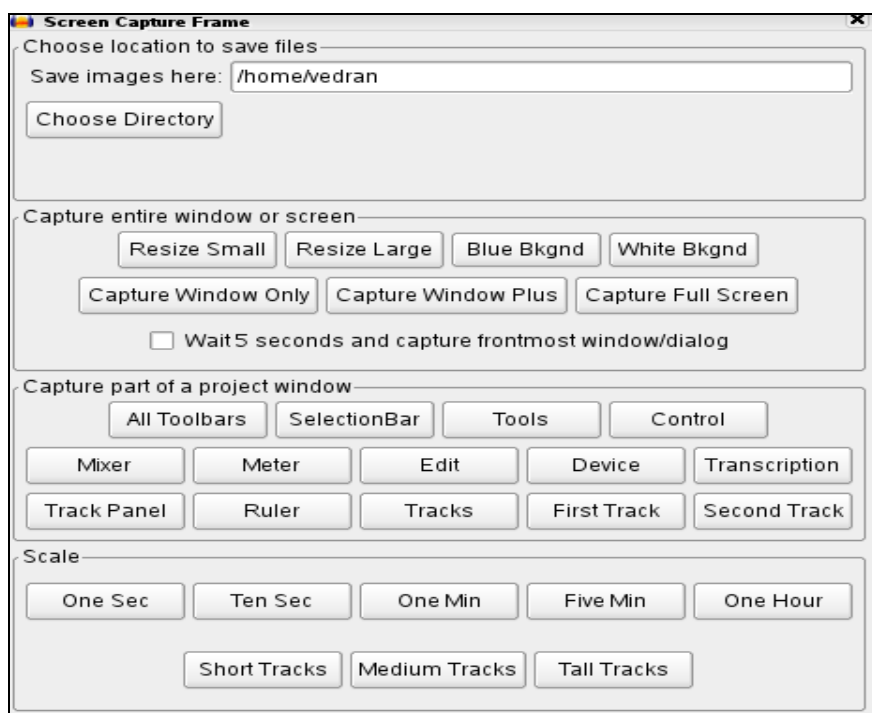 Screen Capture Frame
Choose location to save files
Save images here: /home/vedran
Choose Directory
Capture entire window or screen
Resize Small Resize Large Blue Bkgnd White Bkgnd
Capture Window Only Capture Window Plus Capture Full Screen
Wait 5 seconds and capture frontmost window/dialog
Capture part of a project window
All Toolbars SelectionBar Tools Control
Mixer Meter Edit Device Transcription
Track Panel Ruler Tracks First Track Second Track
Scale
One Sec Ten Sec One Min Five Min One Hour
Short Tracks Medium Tracks Tall Tracks